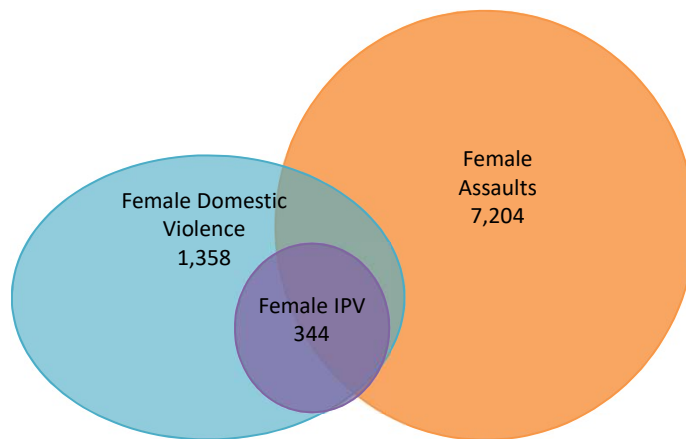 Female
Assaults
7,204
Female Domestic
Violence
1,358
Female IPV
344